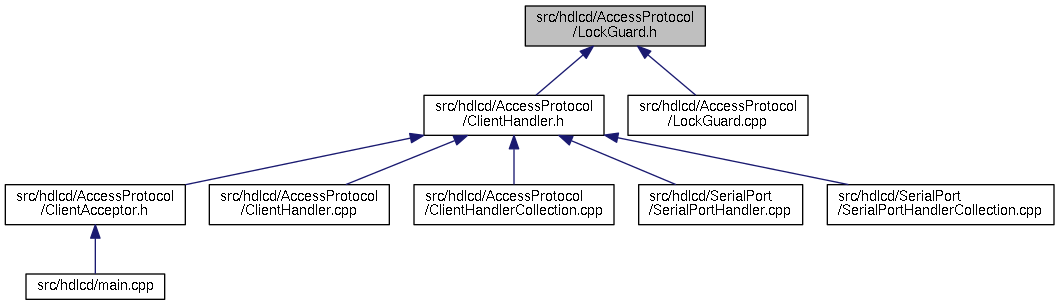 src/hdlcd/AccessProtocol
/LockGuard.h
src/hdlcd/AccessProtocol
/ClientHandler.h
src/hdlcd/AccessProtocol
/LockGuard.cpp
src/hdlcd/AccessProtocol
/ClientAcceptor.h
src/hdlcd/AccessProtocol
/ClientHandler.cpp
src/hdlcd/AccessProtocol
/ClientHandlerCollection.cpp
src/hdlcd/SerialPort
/SerialPortHandler.cpp
src/hdlcd/SerialPort
/SerialPortHandlerCollection.cpp
src/hdlcd/main.cpp